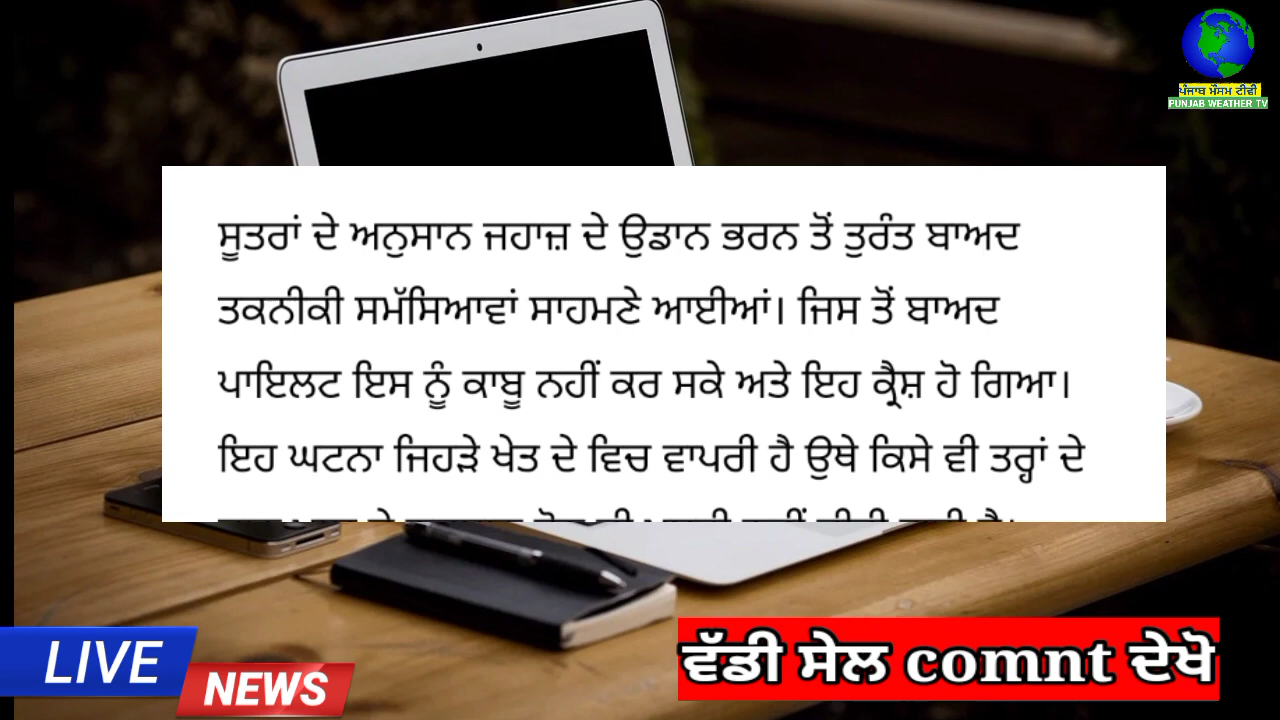 ਪੰਜਾਬ ਮੌਸਮ ਟੀਵੀ
PUNJAB WEATHER TV
ਸੂਤਰਾਂ ਦੇ ਅਨੁਸਾਨ ਜਹਾਜ਼ ਦੇ ਉਡਾਨ ਭਰਨ ਤੋਂ ਤੁਰੰਤ ਬਾਅਦ
ਤਕਨੀਕੀ ਸਮੱਸਿਆਵਾਂ ਸਾਹਮਣੇ ਆਈਆਂ। ਜਿਸ ਤੋਂ ਬਾਅਦ
ਪਾਇਲਟ ਇਸ ਨੂੰ ਕਾਬੂ ਨਹੀਂ ਕਰ ਸਕੇ ਅਤੇ ਇਹ ਕ੍ਰੈਸ਼ ਹੋ ਗਿਆ।
ਇਹ ਘਟਨਾ ਜਿਹੜੇ ਖੇਤ ਦੇ ਵਿਚ ਵਾਪਰੀ ਹੈ ਉਥੇ ਕਿਸੇ ਵੀ ਤਰ੍ਹਾਂ ਦੇ
LIVE
NEWS
ਵੱਡੀ ਸੇਲ comnt ਦੇਖੋ